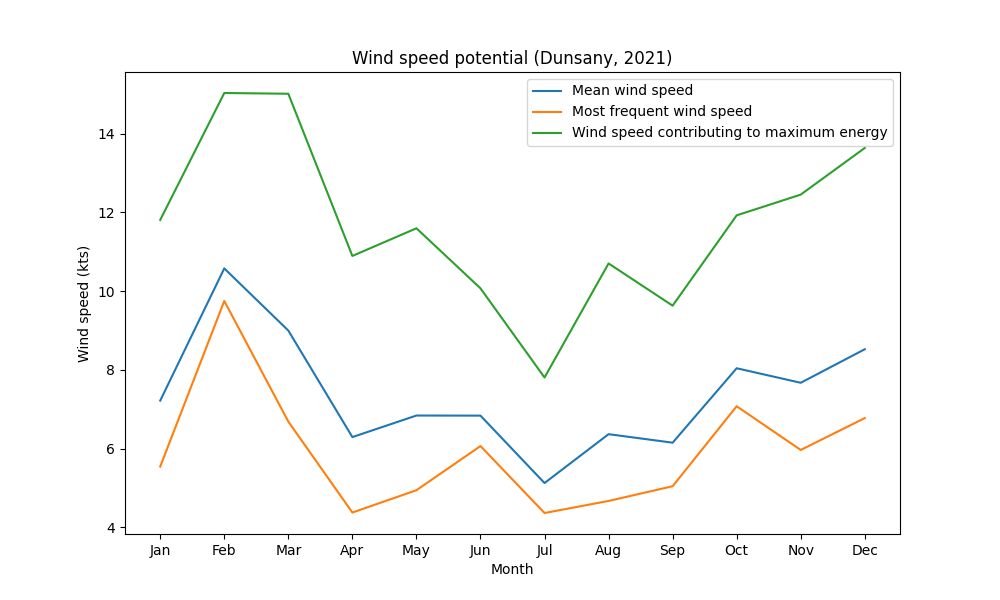 Wind speed potential (Dunsany, 2021)
Mean wind speed
Most frequent wind speed
Wind speed contributing to maximum energy
Wind speed (kts)
14
12
10
8
6
4
Jan Feb Mar Apr May Jun Jul Aug Sep Oct Nov Dec
Month